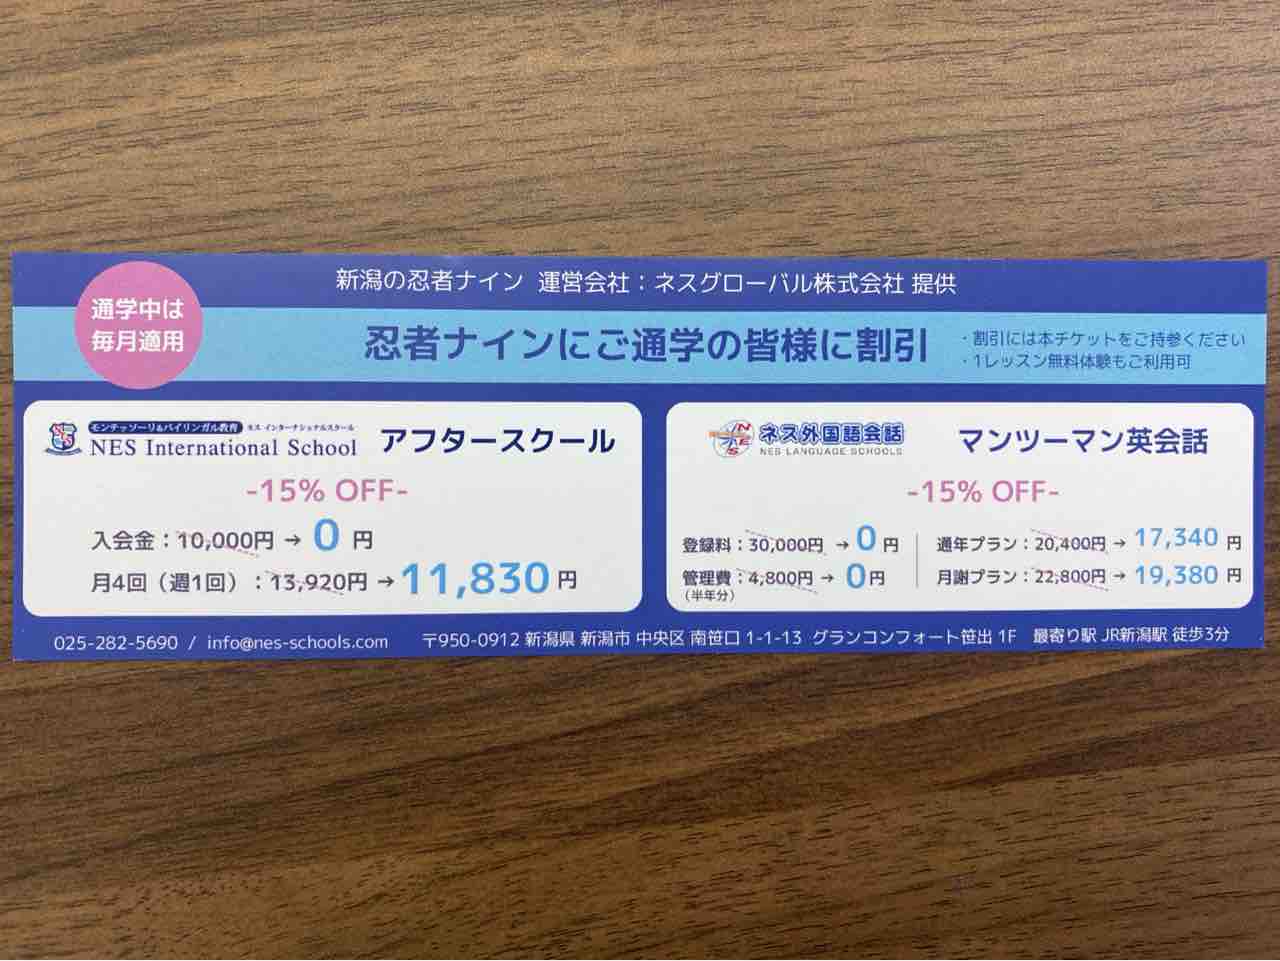 新潟の忍者ナイン 運営会社：ネスグローバル株式会社 提供
通学中は
毎月適用
忍者ナインにご通学の皆様に割引
・割引には本チケットをご持参ください
・1レッスン無料体験もご利用可
モンテッソーリ&バイリンガル教育 ネス インターナショナルスクール
NES International School アフタースクール
-15% OFF-
入会金：10,000円 → 0 円
月4回（週1回）：13,920円 → 11,830 円
NES
ネス外国語会話
NES LANGUAGE SCHOOLS
マンツーマン英会話
-15% OFF-
登録料：30,000円 → 0 円
管理費：4,800円 → 0円
（半年分）
通年プラン：20,400円 → 17,340 円
月謝プラン：22,800円 → 19,380 円
025-282-5690 / info@nes-schools.com 〒950-0912 新潟県 新潟市 中央区 南笹口 1-1-13 グランコンフォート笹出 1F 最寄り駅 JR新潟駅 徒歩3分